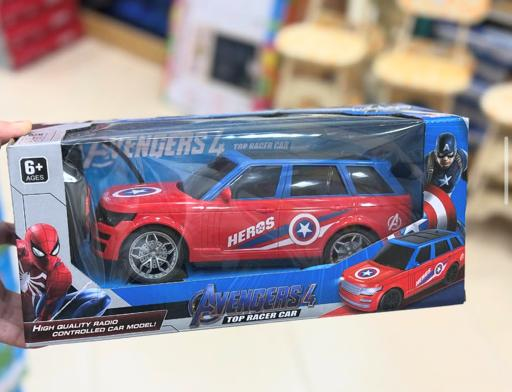 AVENGERS 4 TOP RACER CAR
6+
AGES
HEROS
AVENGERS 4
TOP RACER CAR
HIGH QUALITY RADIO
CONTROLLED CAR MODEL!
HEROS